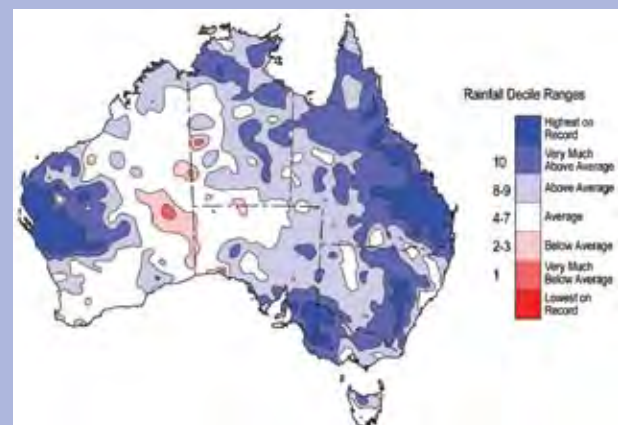 Rainfall Decile Ranges
Highest on
Record
10
Very Much
Above Average
8-9
Above Average
4-7
Average
2-3
Below Average
1
Very Much
Below Average
Lowest on
Record